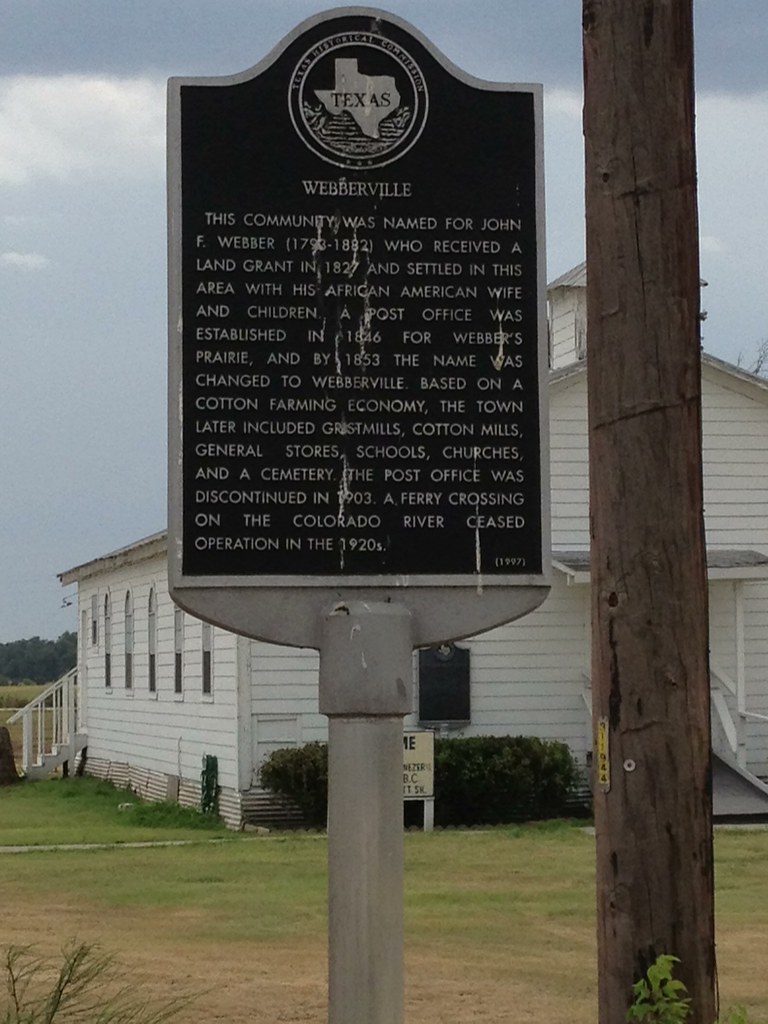 TEXAS HISTORICAL COMMISSION
TEXAS
WEBBERVILLE
THIS COMMUNITY WAS NAMED FOR JOHN
F. WEBBER (1793-1882) WHO RECEIVED A
LAND GRANT IN 1827 AND SETTLED IN THIS
AREA WITH HIS AFRICAN AMERICAN WIFE
AND CHILDREN. A POST OFFICE WAS
ESTABLISHED IN 1846 FOR WEBBER'S
PRAIRIE, AND BY 1853 THE NAME WAS
CHANGED TO WEBBERVILLE. BASED ON A
COTTON FARMING ECONOMY, THE TOWN
LATER INCLUDED GRISTMILLS, COTTON MILLS,
GENERAL STORES, SCHOOLS, CHURCHES,
AND A CEMETERY. THE POST OFFICE WAS
DISCONTINUED IN 1903. A FERRY CROSSING
ON THE COLORADO RIVER CEASED
OPERATION IN THE 1920s.
(1997)
ME
B.C.
11944